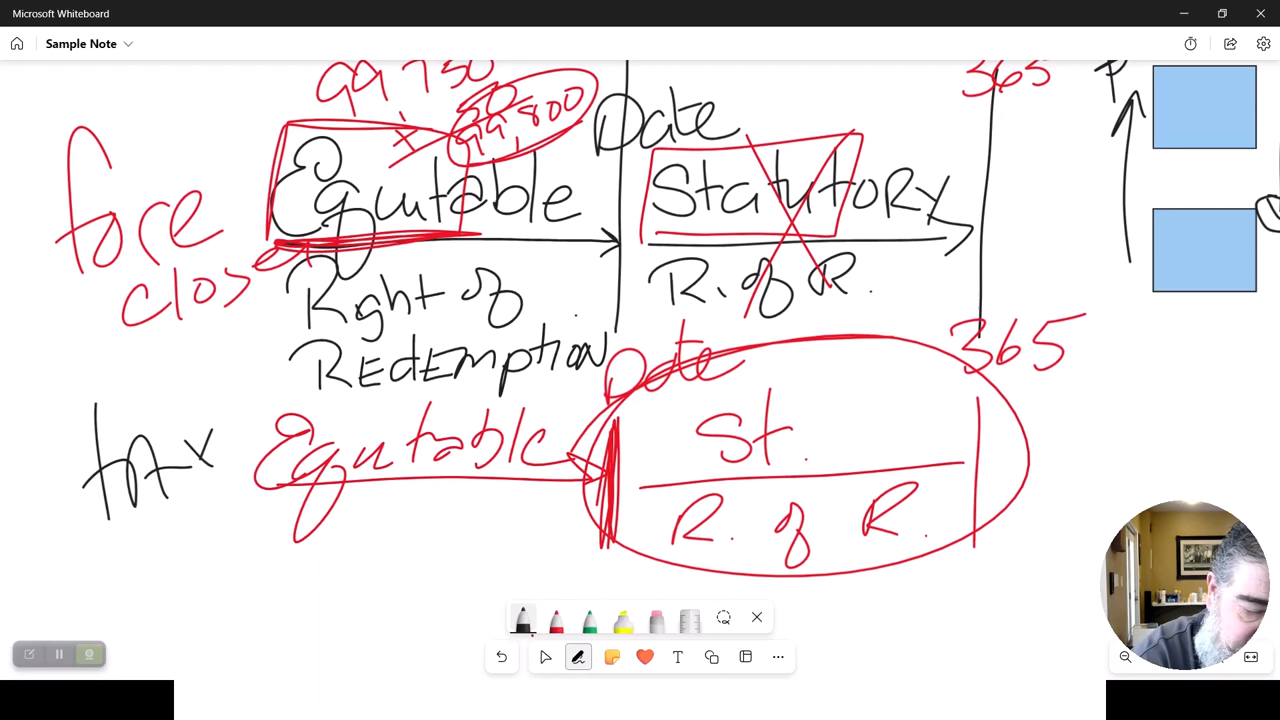 Microsoft Whiteboard
Sample Note
99,750
365
P
50
99,800
±
Date
fore
close
Equitable
Statutory
Right of
REdEmption
R. of R.
Date
365
tax
Equitable
St.
R. of R.